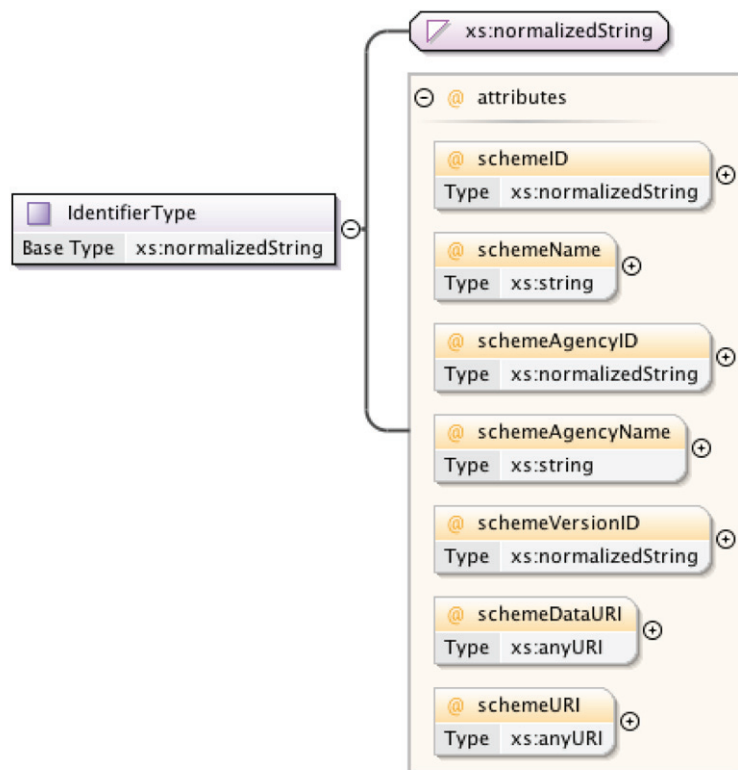 xs:normalizedString
@ attributes
@ schemeID
Type xs:normalizedString
IdentifierType
Base Type xs:normalizedString
@ schemeName
Type xs:string
@ schemeAgencyID
Type xs:normalizedString
@ schemeAgencyName
Type xs:string
@ schemeVersionID
Type xs:normalizedString
@ schemeDataURI
Type xs:anyURI
@ schemeURI
Type xs:anyURI